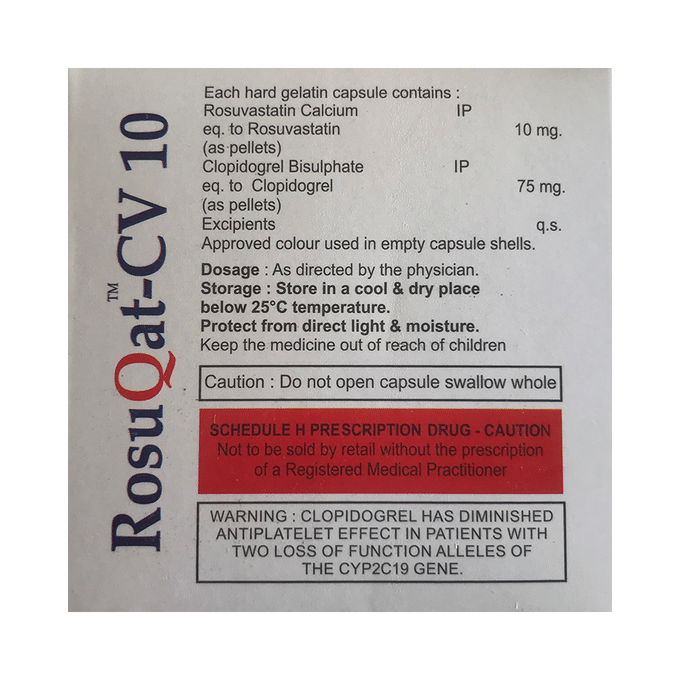 RosuQat-CV 10
TM
Each hard gelatin capsule contains :
Rosuvastatin Calcium IP
eq. to Rosuvastatin 10 mg.
(as pellets)
Clopidogrel Bisulphate IP
eq. to Clopidogrel 75 mg.
(as pellets)
Excipients q.s.
Approved colour used in empty capsule shells.
Dosage : As directed by the physician.
Storage : Store in a cool & dry place
below 25°C temperature.
Protect from direct light & moisture.
Keep the medicine out of reach of children
Caution : Do not open capsule swallow whole
SCHEDULE H PRESCRIPTION DRUG - CAUTION
Not to be sold by retail without the prescription
of a Registered Medical Practitioner
WARNING : CLOPIDOGREL HAS DIMINISHED
ANTIPLATELET EFFECT IN PATIENTS WITH
TWO LOSS OF FUNCTION ALLELES OF
THE CYP2C19 GENE.